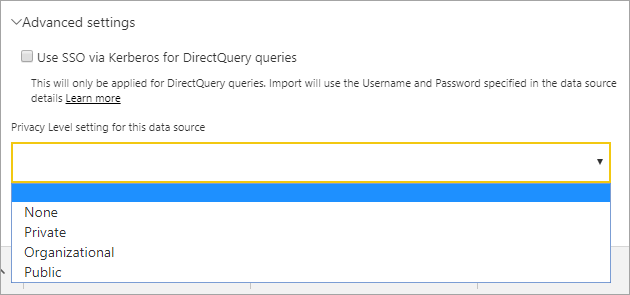 Advanced settings
Use SSO via Kerberos for DirectQuery queries
This will only be applied for DirectQuery queries. Import will use the Username and Password specified in the data source
details Learn more
Privacy Level setting for this data source
None
Private
Organizational
Public